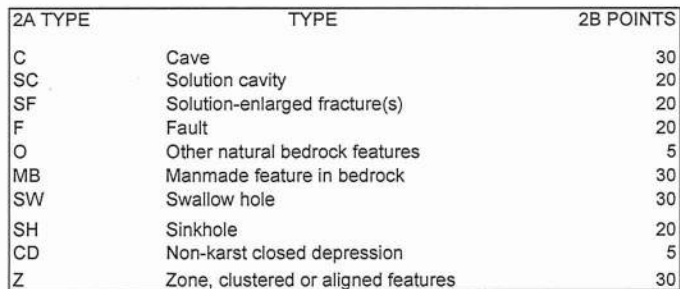 2A TYPE TYPE 2B POINTS
C Cave 30
SC Solution cavity 20
SF Solution-enlarged fracture(s) 20
F Fault 20
O Other natural bedrock features 5
MB Manmade feature in bedrock 30
SW Swallow hole 30
SH Sinkhole 20
CD Non-karst closed depression 5
Z Zone, clustered or aligned features 30